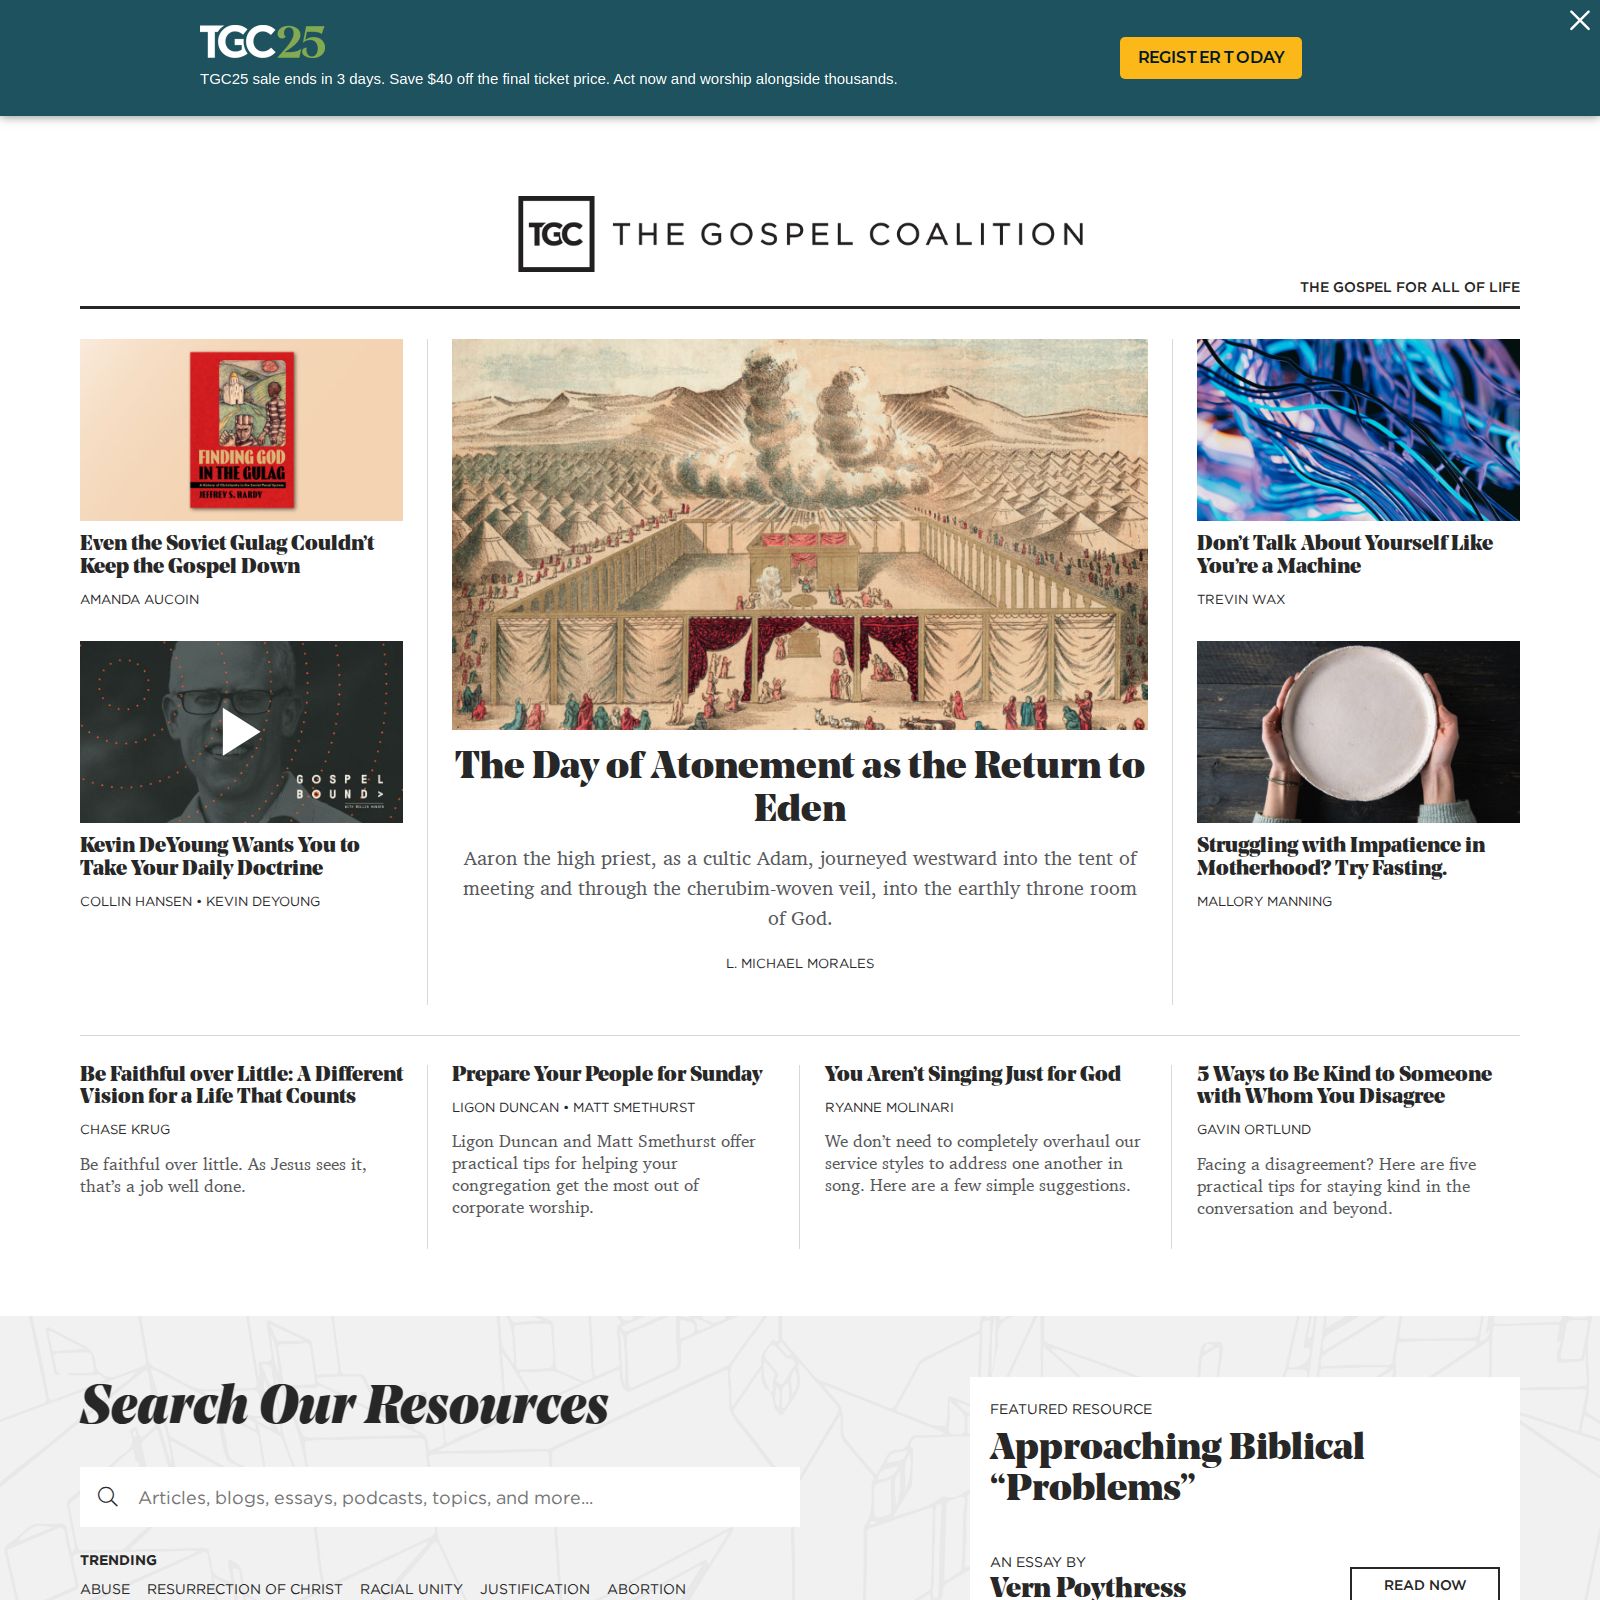 TGC25
TGC25 sale ends in 3 days. Save $40 off the final ticket price. Act now and worship alongside thousands.
REGISTER TODAY
TGC
THE GOSPEL COALITION
THE GOSPEL FOR ALL OF LIFE
FINDING GOD
IN THE GULAG
JEFFREY S. HARDY
Even the Soviet Gulag Couldn’t
Keep the Gospel Down
AMANDA AUCOIN
GOSPEL
BOUND>
Kevin DeYoung Wants You to
Take Your Daily Doctrine
COLLIN HANSEN • KEVIN DEYOUNG
The Day of Atonement as the Return to
Eden
Aaron the high priest, as a cultic Adam, journeyed westward into the tent of
meeting and through the cherubim-woven veil, into the earthly throne room
of God.
L. MICHAEL MORALES
Don’t Talk About Yourself Like
You’re a Machine
TREVIN WAX
Struggling with Impatience in
Motherhood? Try Fasting.
MALLORY MANNING
Be Faithful over Little: A Different
Vision for a Life That Counts
CHASE KRUG
Be faithful over little. As Jesus sees it,
that’s a job well done.
Prepare Your People for Sunday
LIGON DUNCAN • MATT SMETHURST
Ligon Duncan and Matt Smethurst offer
practical tips for helping your
congregation get the most out of
corporate worship.
You Aren’t Singing Just for God
RYANNE MOLINARI
We don’t need to completely overhaul our
service styles to address one another in
song. Here are a few simple suggestions.
5 Ways to Be Kind to Someone
with Whom You Disagree
GAVIN ORTLUND
Facing a disagreement? Here are five
practical tips for staying kind in the
conversation and beyond.
Search Our Resources
Articles, blogs, essays, podcasts, topics, and more...
TRENDING
ABUSE RESURRECTION OF CHRIST RACIAL UNITY JUSTIFICATION ABORTION
FEATURED RESOURCE
Approaching Biblical
“Problems”
AN ESSAY BY
Vern Poythress
READ NOW